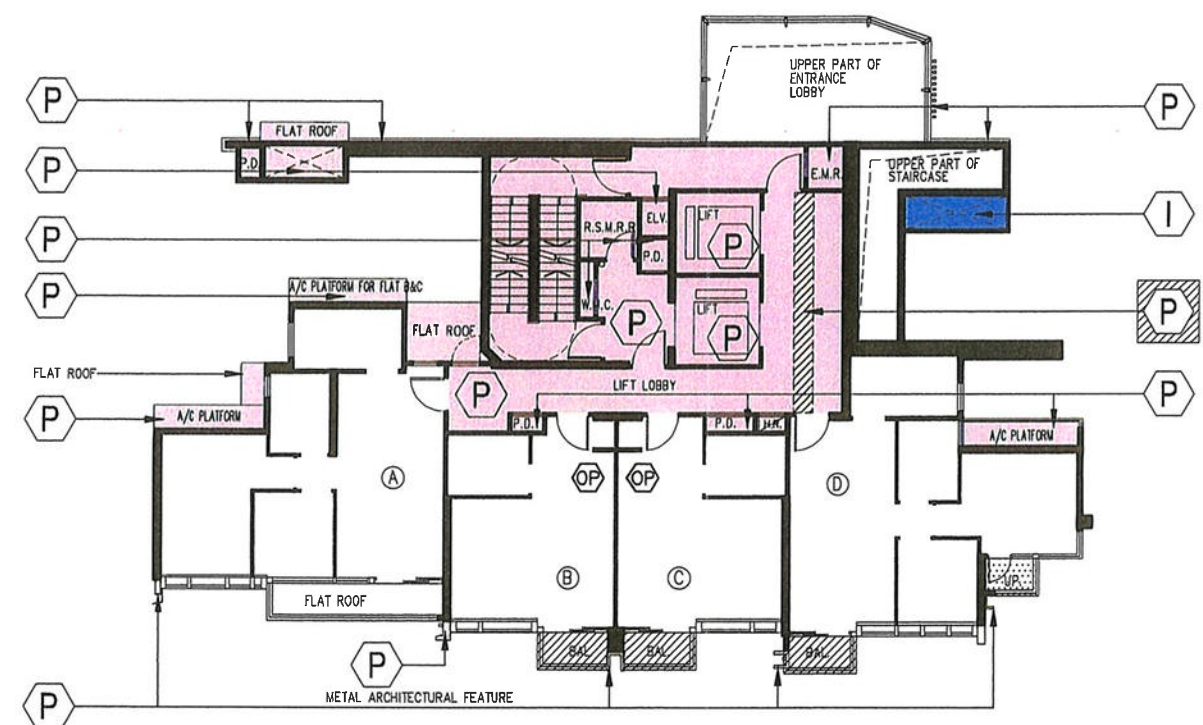 UPPER PART OF
ENTRANCE
LOBBY
P
P
FLAT ROOF
P.D.
P
E.M.R.
UPPER PART OF
STAIRCASE
ELV.
LIFT
I
R.S.M.R.R
P
P
P.D.
P
A/C PLATFORM FOR FLAT B&C
LIFT
P
P
P
FLAT ROOF
FLAT ROOF
LIFT LOBBY
P
P
P
A/C PLATFORM
P.D.
P.D.
A/C PLATFORM
A
OP
OP
D
B
C
UP
FLAT ROOF
P
BAL.
BAL.
BAL.
P
METAL ARCHITECTURAL FEATURE